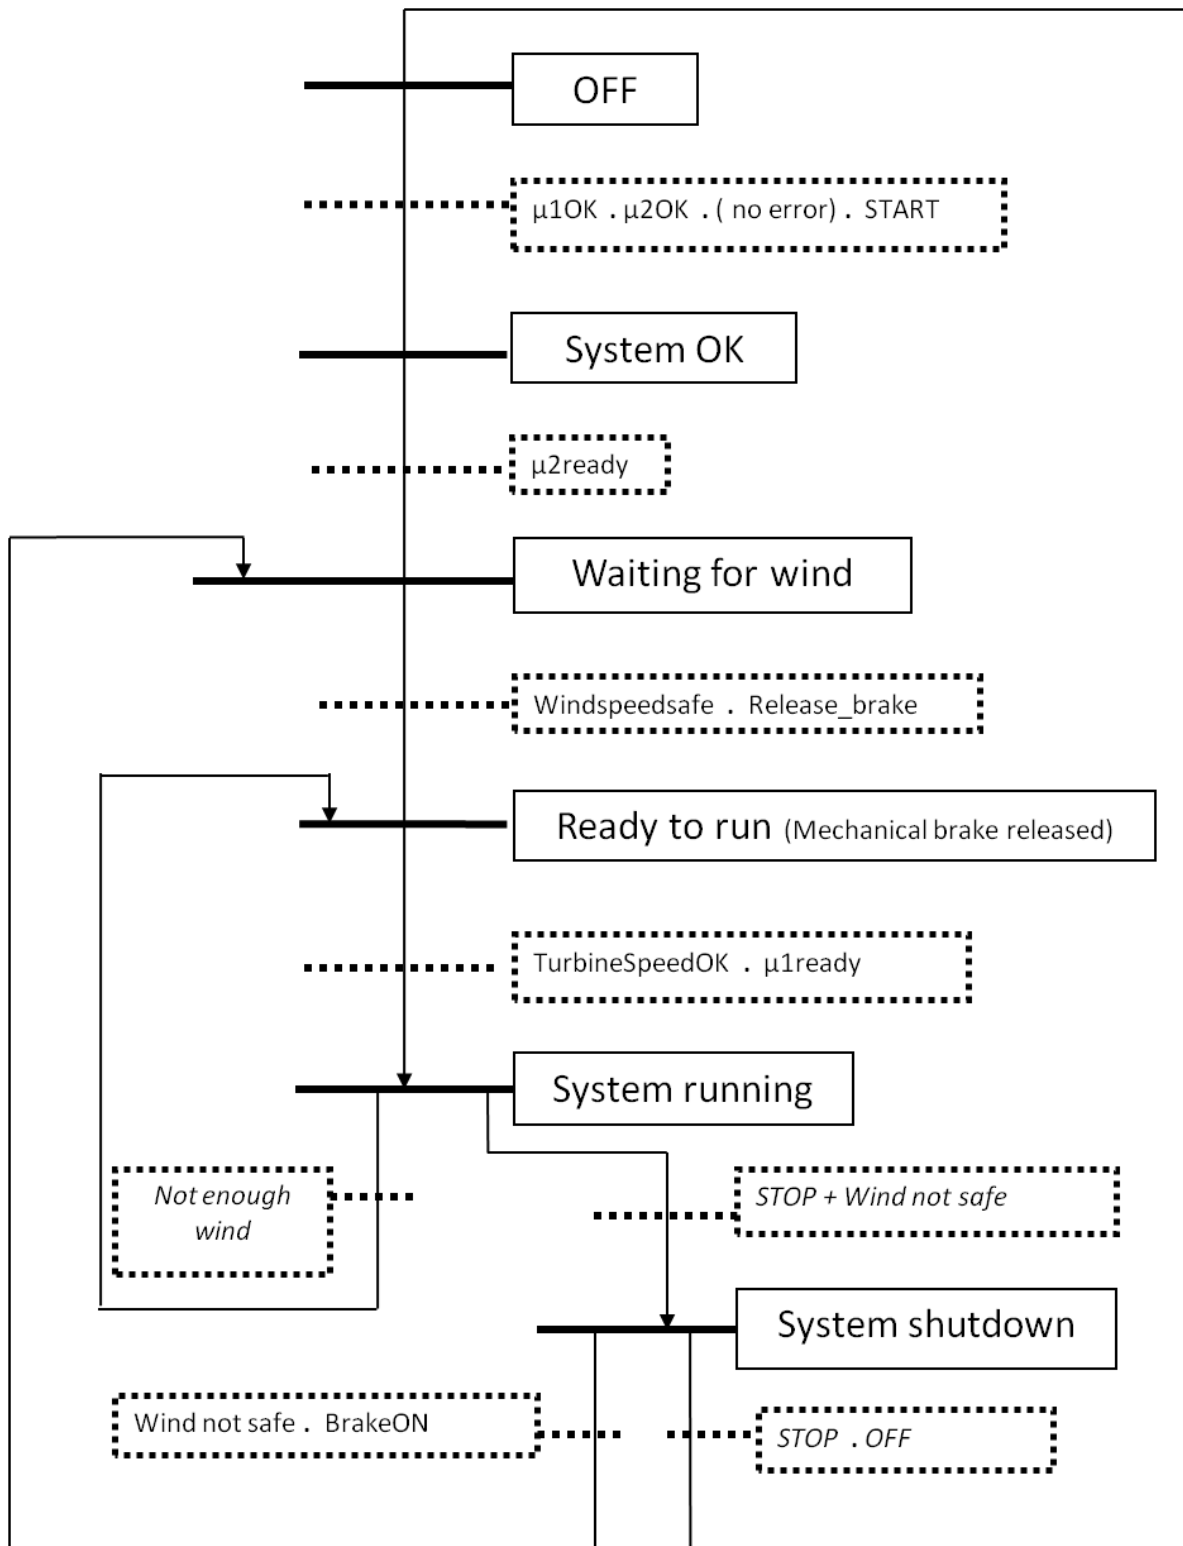 OFF
µ1OK . µ2OK . ( no error) . START
System OK
µ2ready
Waiting for wind
Windspeedsafe . Release_brake
Ready to run (Mechanical brake released)
TurbineSpeedOK . µ1ready
System running
Not enough
wind
STOP + Wind not safe
System shutdown
Wind not safe . BrakeON
STOP . OFF